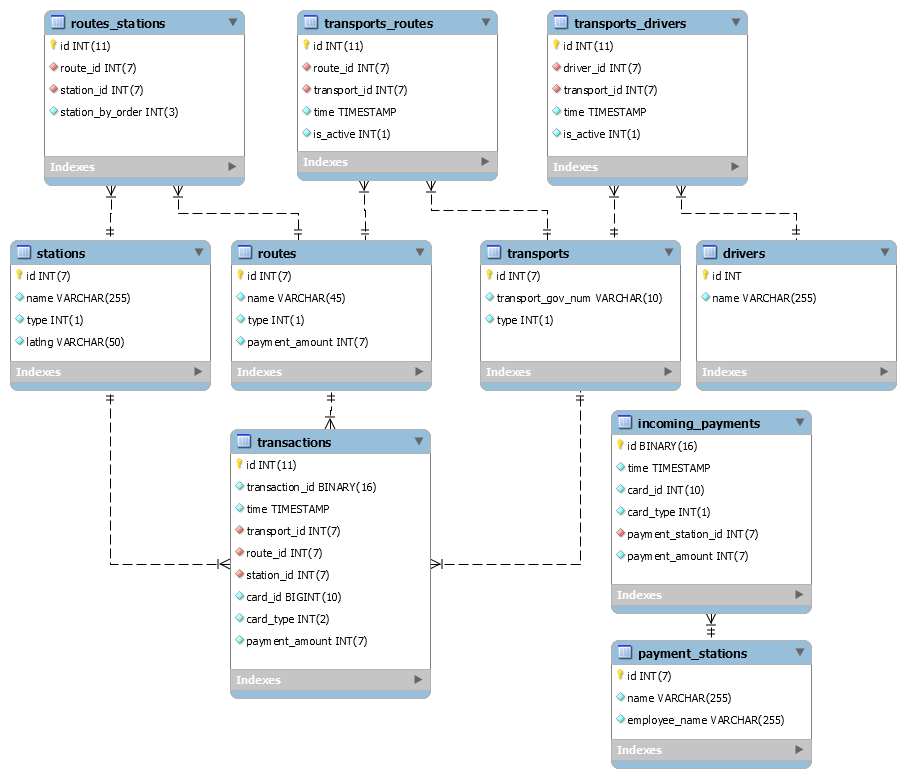 routes_stations
id INT(11)
route_id INT(7)
station_id INT(7)
station_by_order INT(3)
Indexes
transports_routes
id INT(11)
route_id INT(7)
transport_id INT(7)
time TIMESTAMP
is_active INT(1)
Indexes
transports_drivers
id INT(11)
driver_id INT(7)
transport_id INT(7)
time TIMESTAMP
is_active INT(1)
Indexes
stations
id INT(7)
name VARCHAR(255)
type INT(1)
latlng VARCHAR(50)
Indexes
routes
id INT(7)
name VARCHAR(45)
type INT(1)
payment_amount INT(7)
Indexes
transports
id INT(7)
transport_gov_num VARCHAR(10)
type INT(1)
Indexes
drivers
id INT
name VARCHAR(255)
Indexes
transactions
id INT(11)
transaction_id BINARY(16)
time TIMESTAMP
transport_id INT(7)
route_id INT(7)
station_id INT(7)
card_id BIGINT(10)
card_type INT(2)
payment_amount INT(7)
Indexes
incoming_payments
id BINARY(16)
time TIMESTAMP
card_id INT(10)
card_type INT(1)
payment_station_id INT(7)
payment_amount INT(7)
Indexes
payment_stations
id INT(7)
name VARCHAR(255)
employee_name VARCHAR(255)
Indexes